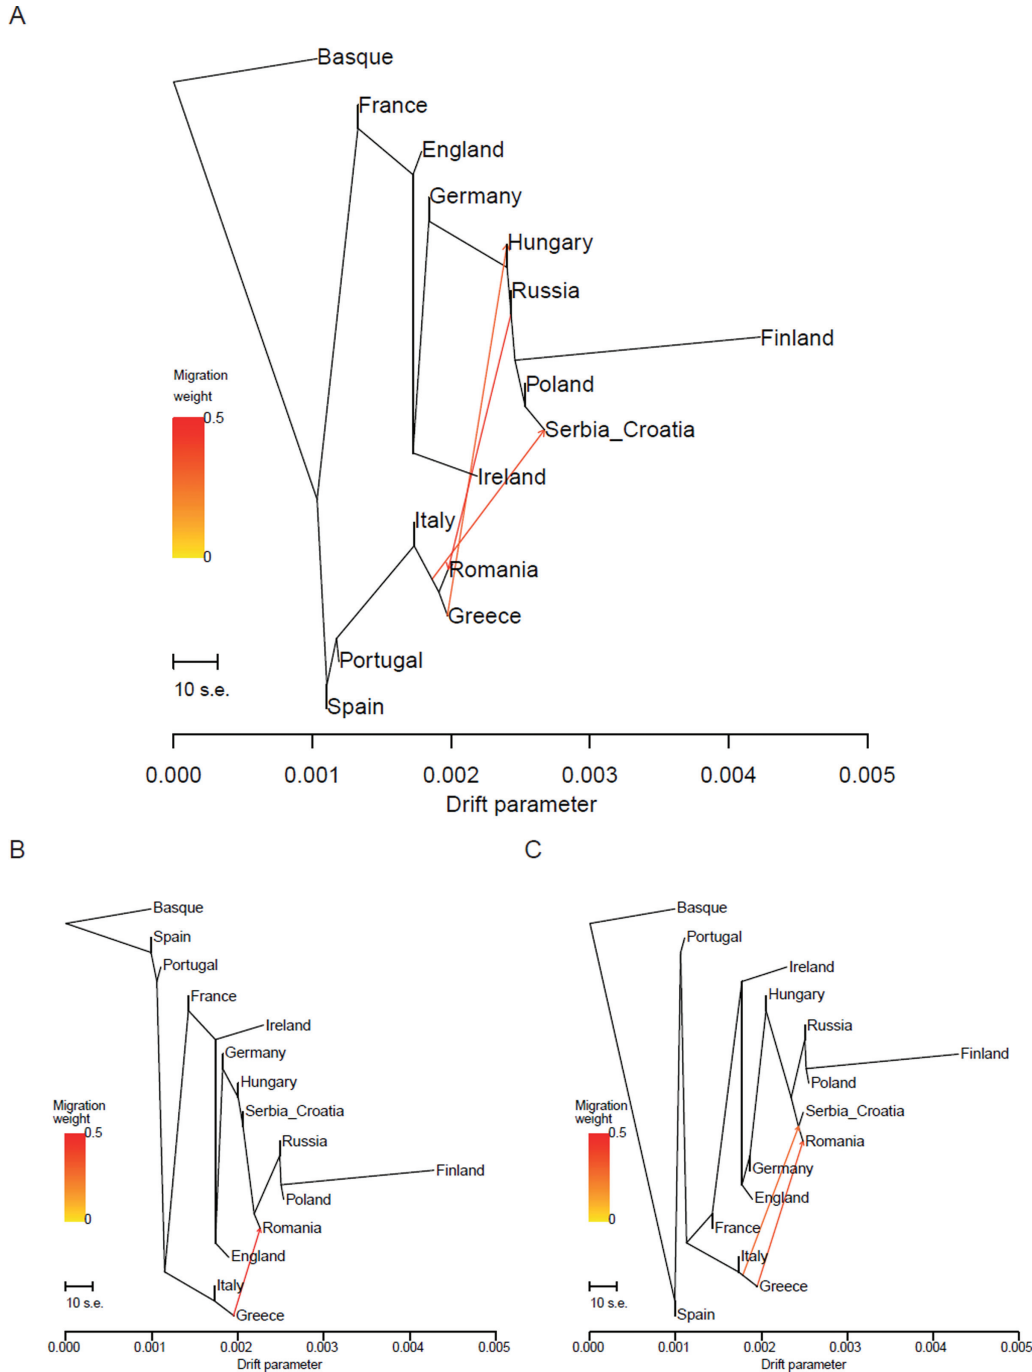 A
Basque
France
England
Germany
Hungary
Russia
Finland
Migration
weight
Poland
0.5
Serbia_Croatia
Ireland
Italy
0
Romania
Greece
Portugal
10 s.e.
Spain
0.000 0.001 0.002 0.003 0.004 0.005
Drift parameter
B
Basque
Spain
Portugal
France
Ireland
Germany
Hungary
Migration
weight
Serbia_Croatia
0.5
Russia
Finland
Poland
0
Romania
England
Italy
10 s.e.
Greece
0.000 0.001 0.002 0.003 0.004 0.005
Drift parameter
C
Basque
Portugal
Ireland
Hungary
Russia
Finland
Poland
Migration
weight
Serbia_Croatia
0.5
Romania
Germany
England
0
France
Italy
Greece
10 s.e.
Spain
0.000 0.001 0.002 0.003 0.004 0.005
Drift parameter